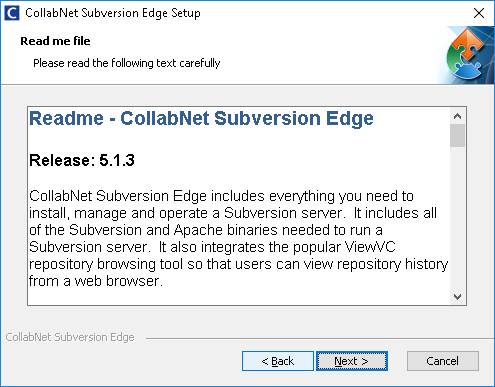 CollabNet Subversion Edge Setup
Read me file
Please read the following text carefully
Readme - CollabNet Subversion Edge
Release: 5.1.3
CollabNet Subversion Edge includes everything you need to
install, manage and operate a Subversion server.  It includes all
of the Subversion and Apache binaries needed to run a
Subversion server.  It also integrates the popular ViewVC
repository browsing tool so that users can view repository history
from a web browser.
CollabNet Subversion Edge
< Back
Next >
Cancel